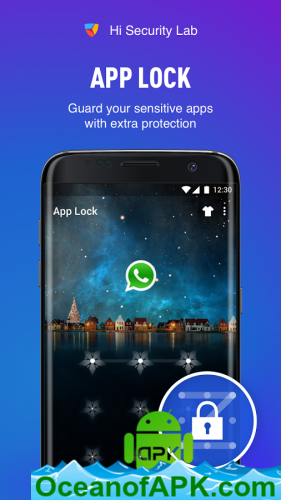 Hi Security Lab
APP LOCK
Guard your sensitive apps
with extra protection
12:30
App Lock
apk
OceanofAPK.com